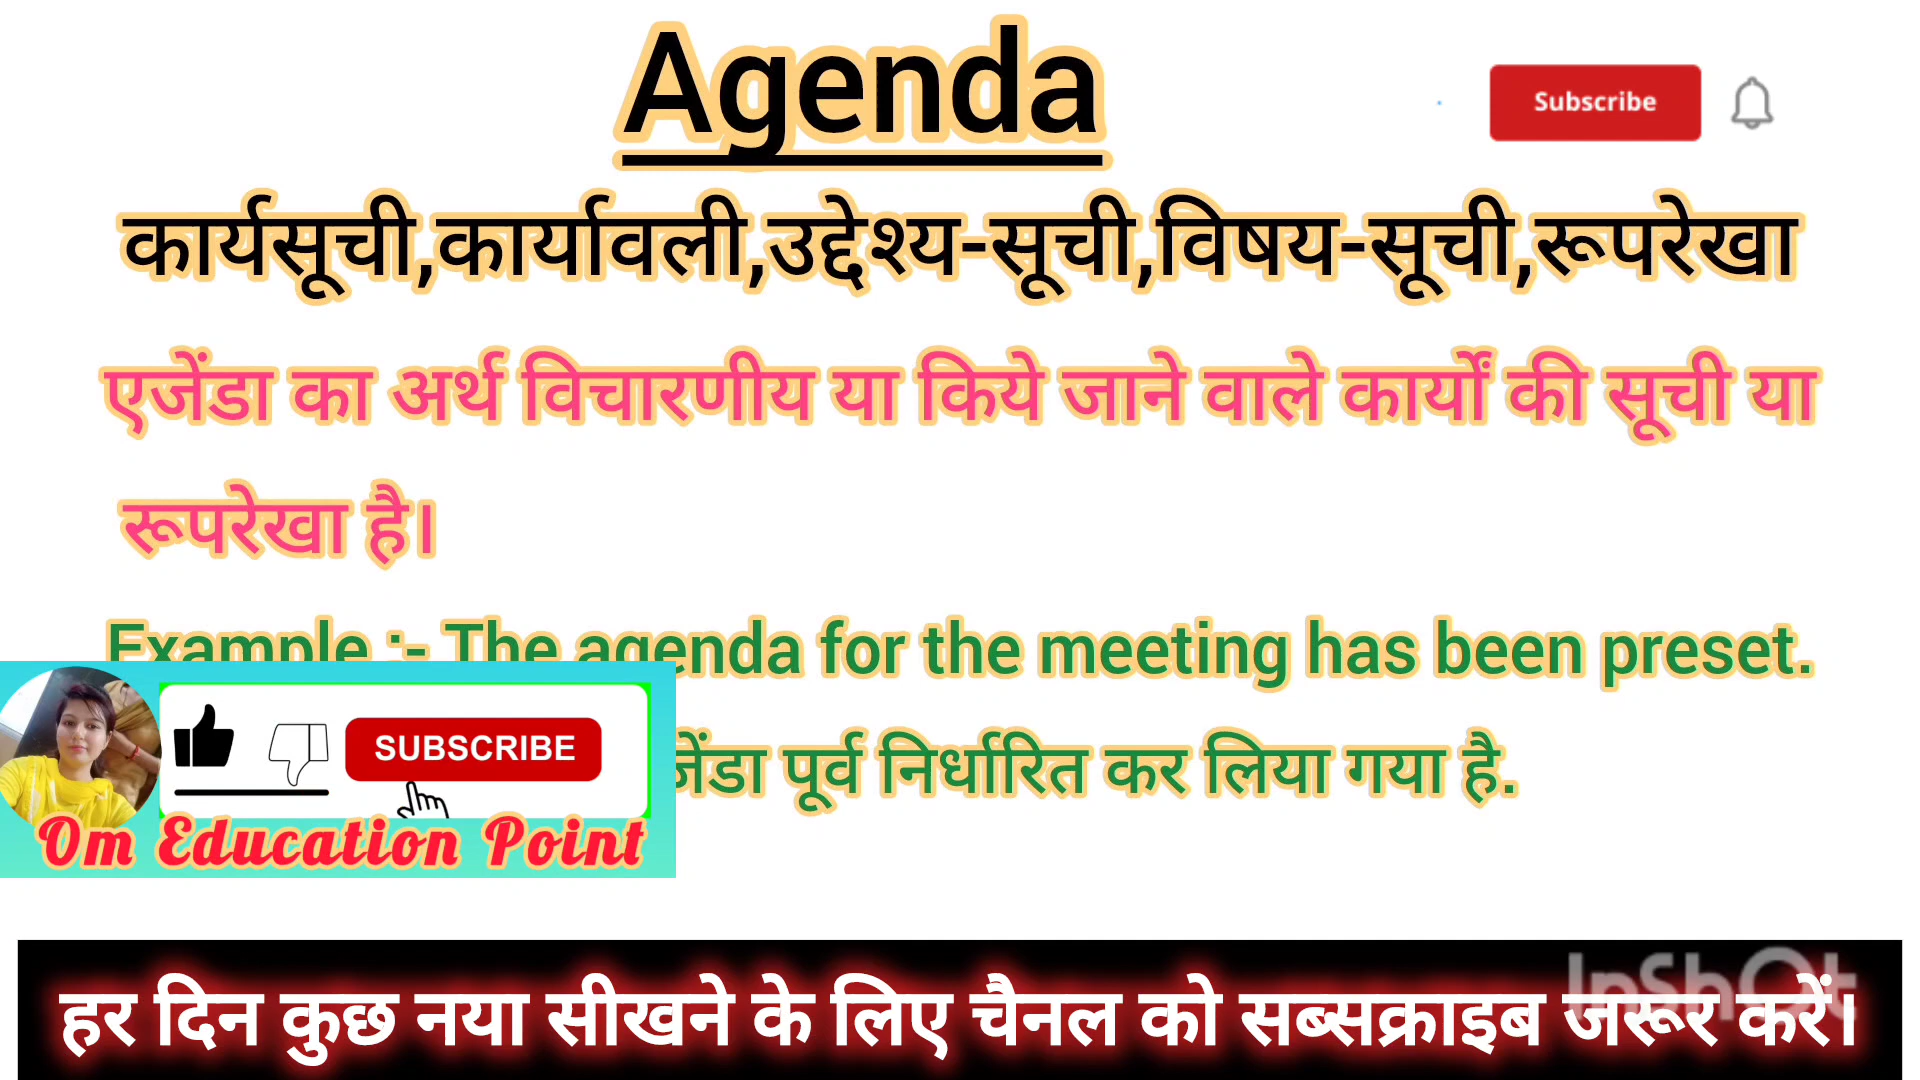 Agenda
Subscribe
कार्यसूची,कार्यावली,उद्देश्य-सूची,विषय-सूची,रूपरेखा
एजेंडा का अर्थ विचारणीय या किये जाने वाले कार्यों की सूची या
रूपरेखा है।
Example :- The agenda for the meeting has been preset.
पूर्व निर्धारित कर लिया गया है.
SUBSCRIBE
Om Education Point
InShOt
हर दिन कुछ नया सीखने के लिए चैनल को सब्सक्राइब जरूर करें।